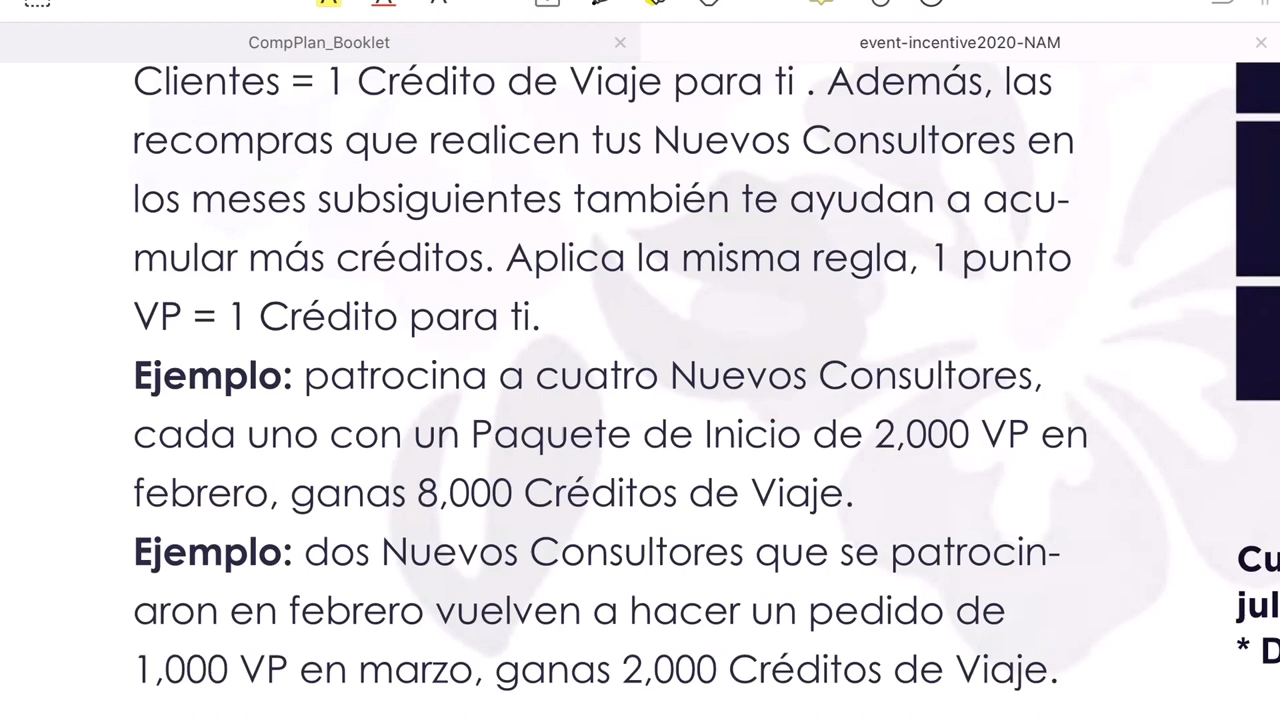 CompPlan_Booklet
event-incentive2020-NAM
Clientes = 1 Crédito de Viaje para ti . Además, las
recompras que realicen tus Nuevos Consultores en
los meses subsiguientes también te ayudan a acu-
mular más créditos. Aplica la misma regla, 1 punto
VP = 1 Crédito para ti.
Ejemplo: patrocina a cuatro Nuevos Consultores,
cada uno con un Paquete de Inicio de 2,000 VP en
febrero, ganas 8,000 Créditos de Viaje.
Ejemplo: dos Nuevos Consultores que se patrocin-
aron en febrero vuelven a hacer un pedido de
1,000 VP en marzo, ganas 2,000 Créditos de Viaje.
Cu
jul
* D